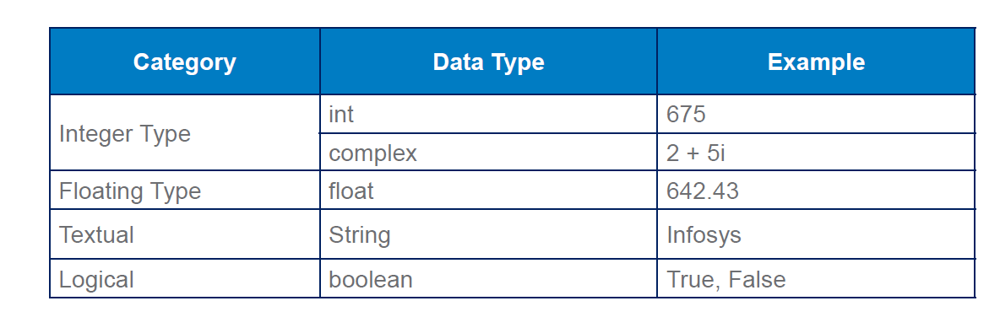 Category Data Type Example
Integer Type int 675
complex 2 + 5i
Floating Type float 642.43
Textual String Infosys
Logical boolean True, False